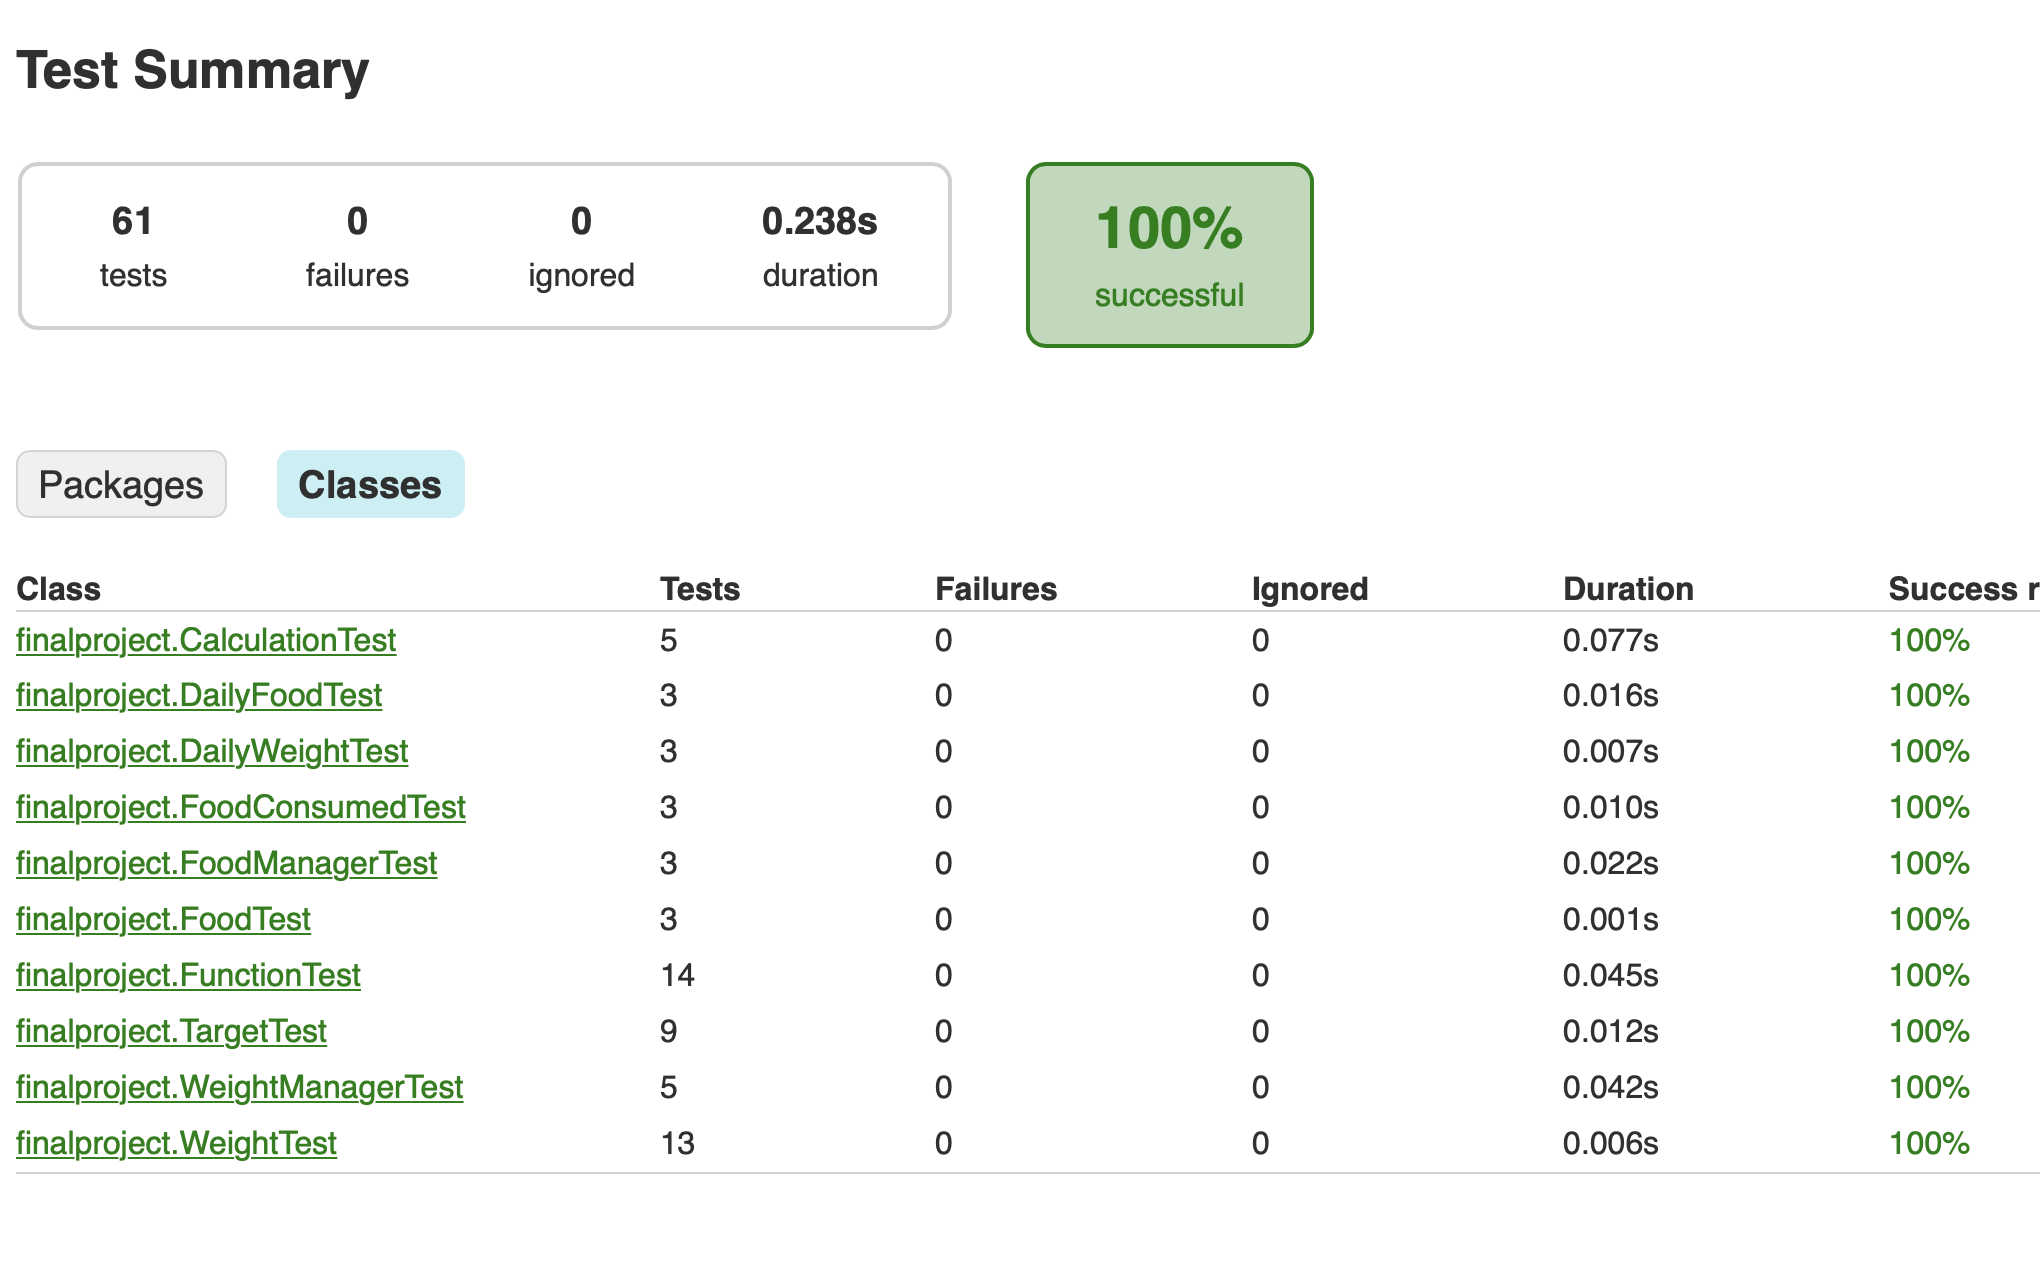 Test Summary
61 0 0 0.238s
tests failures ignored duration
100%
successful
Packages Classes
Class Tests Failures Ignored Duration Success r
finalproject.CalculationTest 5 0 0 0.077s 100%
finalproject.DailyFoodTest 3 0 0 0.016s 100%
finalproject.DailyWeightTest 3 0 0 0.007s 100%
finalproject.FoodConsumedTest 3 0 0 0.010s 100%
finalproject.FoodManagerTest 3 0 0 0.022s 100%
finalproject.FoodTest 3 0 0 0.001s 100%
finalproject.FunctionTest 14 0 0 0.045s 100%
finalproject.TargetTest 9 0 0 0.012s 100%
finalproject.WeightManagerTest 5 0 0 0.042s 100%
finalproject.WeightTest 13 0 0 0.006s 100%